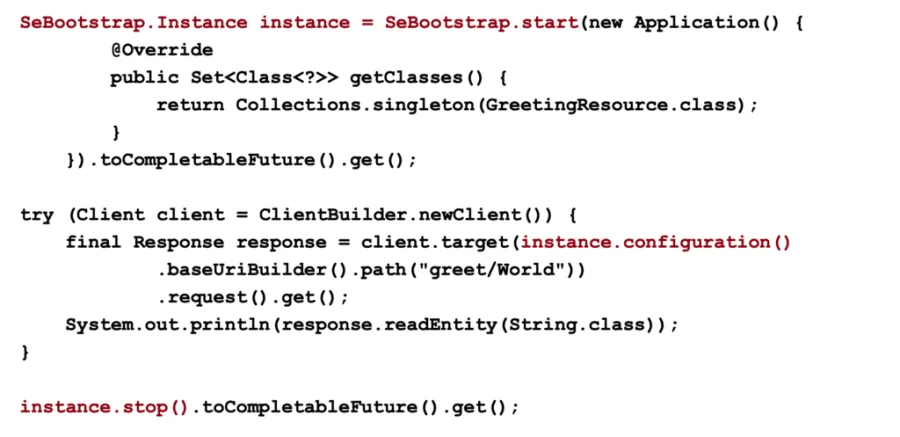 SeBootstrap.Instance instance = SeBootstrap.start(new Application() {
        @Override
        public Set<Class<?>> getClasses() {
            return Collections.singleton(GreetingResource.class);
        }
    }).toCompletableFuture().get();

try (Client client = ClientBuilder.newClient()) {
    final Response response = client.target(instance.configuration()
            .baseUriBuilder().path("greet/World"))
            .request().get();
    System.out.println(response.readEntity(String.class));
}

instance.stop().toCompletableFuture().get();